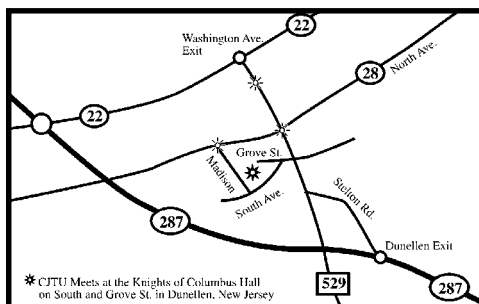 22
Washington Ave.
Exit
28
North Ave.
22
Grove St.
Madison
South Ave.
Stelton Rd.
287
Dunellen Exit
529
287
CJTU Meets at the Knights of Columbus Hall
on South and Grove St. in Dunellen, New Jersey